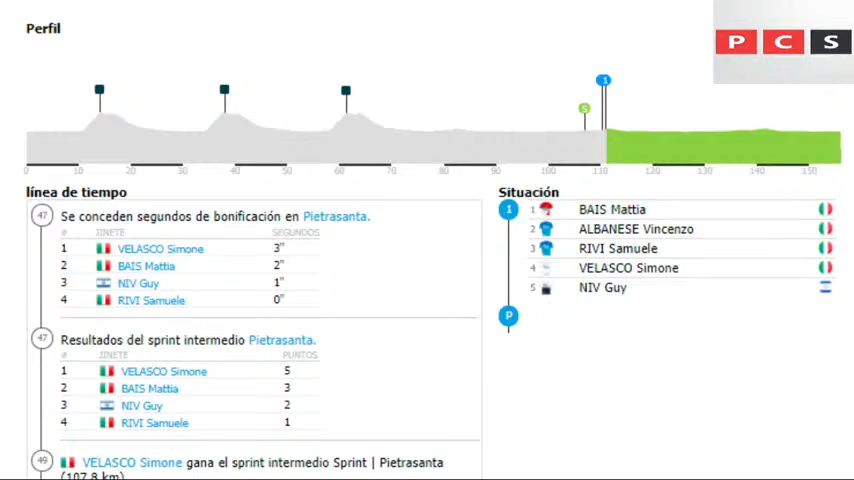 Perfil
P C S
1
S
0 10 20 30 40 50 60 70 80 90 100 110 120 130 140 150
línea de tiempo
47 Se conceden segundos de bonificación en Pietrasanta.
# JINETE SEGUNDOS
1 VELASCO Simone 3"
2 BAIS Mattia 2"
3 NIV Guy 1"
4 RIVI Samuele 0"
47 Resultados del sprint intermedio Pietrasanta.
# JINETE PUNTOS
1 VELASCO Simone 5
2 BAIS Mattia 3
3 NIV Guy 2
4 RIVI Samuele 1
49 VELASCO Simone gana el sprint intermedio Sprint | Pietrasanta
(107.8 km)
Situación
1
1 BAIS Mattia
2 ALBANESE Vincenzo
3 RIVI Samuele
4 VELASCO Simone
5 NIV Guy
P